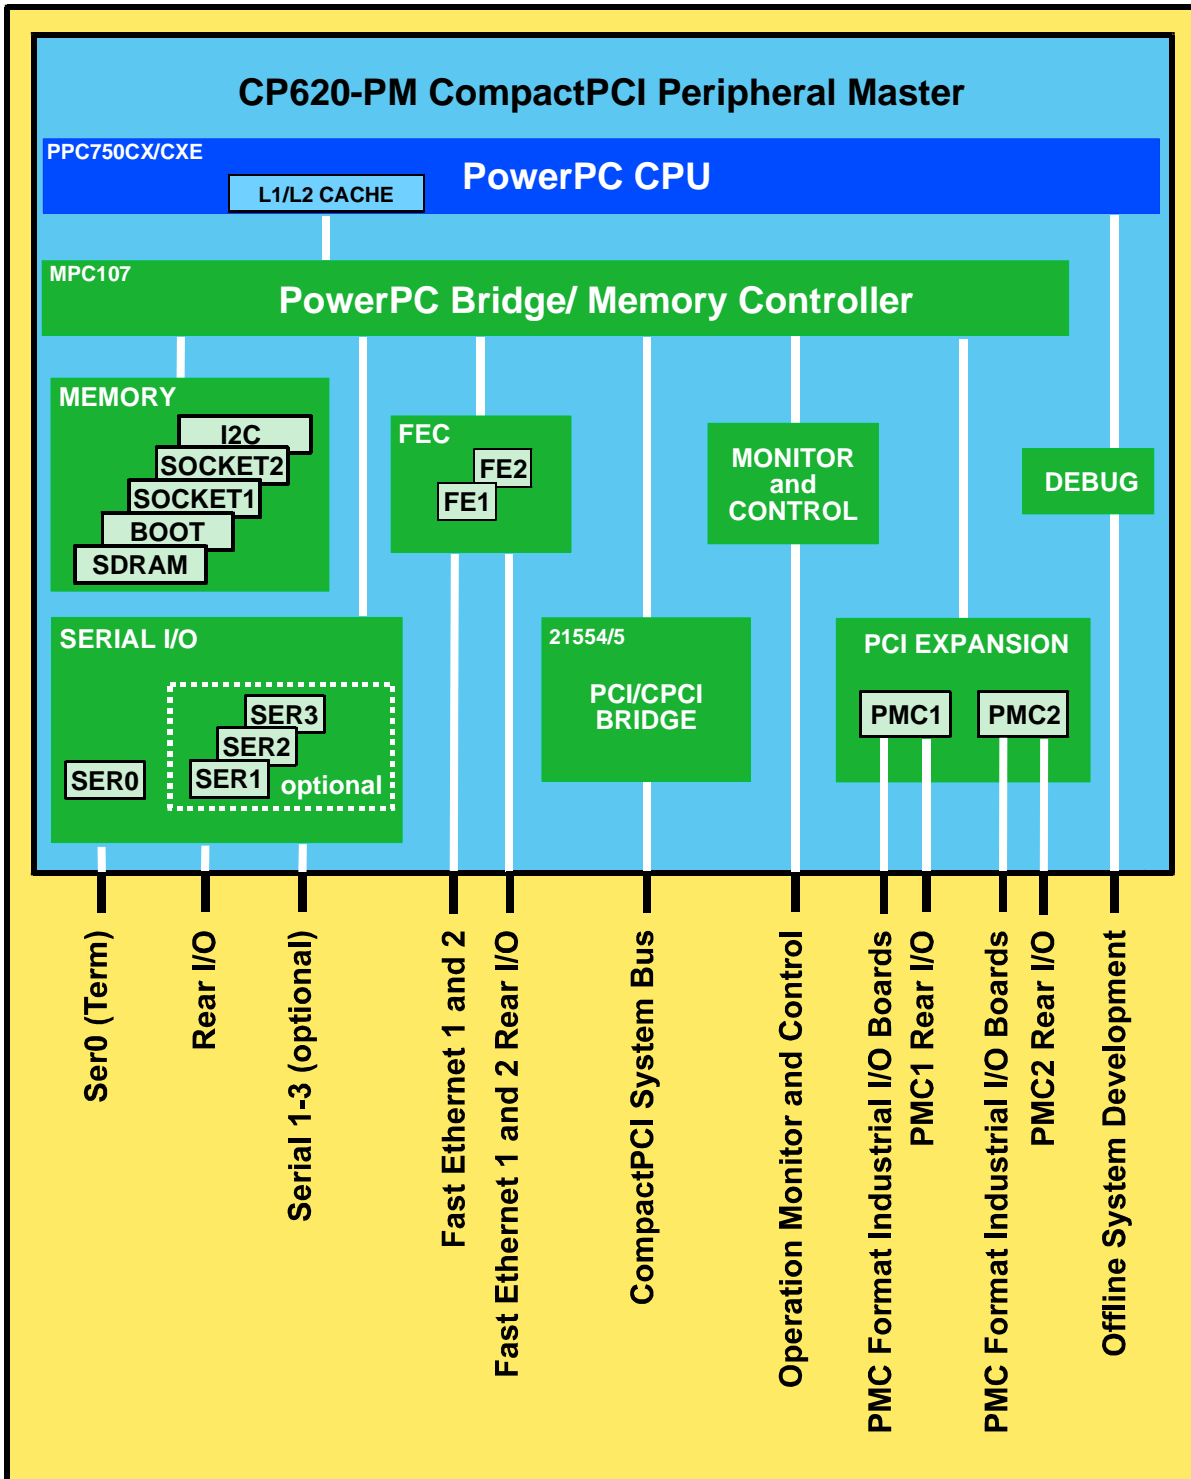 CP620-PM CompactPCI Peripheral Master
PPC750CX/CXE
PowerPC CPU
L1/L2 CACHE
MPC107
PowerPC Bridge/ Memory Controller
MEMORY
I2C
SOCKET2
SOCKET1
BOOT
SDRAM
FEC
FE2
FE1
MONITOR
and
CONTROL
DEBUG
SERIAL I/O
SER3
SER2
SER1
optional
SER0
21554/5
PCI/CPCI
BRIDGE
PCI EXPANSION
PMC1
PMC2
Ser0 (Term)
Rear I/O
Serial 1-3 (optional)
Fast Ethernet 1 and 2
Fast Ethernet 1 and 2 Rear I/O
CompactPCI System Bus
Operation Monitor and Control
PMC Format Industrial I/O Boards
PMC1 Rear I/O
PMC Format Industrial I/O Boards
PMC2 Rear I/O
Offline System Development